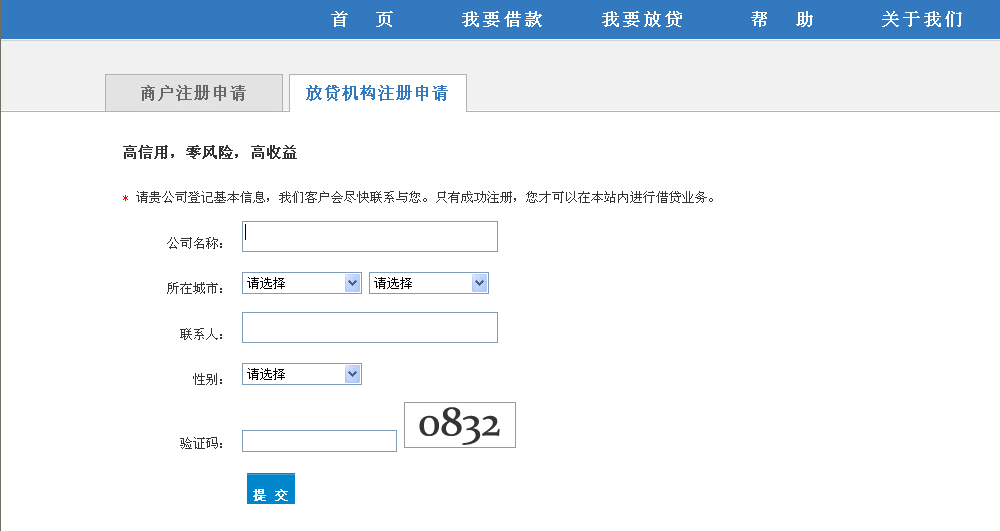 首 页 我要借款 我要放贷 帮 助 关于我们
商户注册申请 放贷机构注册申请
高信用，零风险，高收益
* 请贵公司登记基本信息，我们客户会尽快联系与您。只有成功注册，您才可以在本站内进行借贷业务。
公司名称：
所在城市： 请选择 请选择
联系人：
性别： 请选择
验证码： 0832
提 交